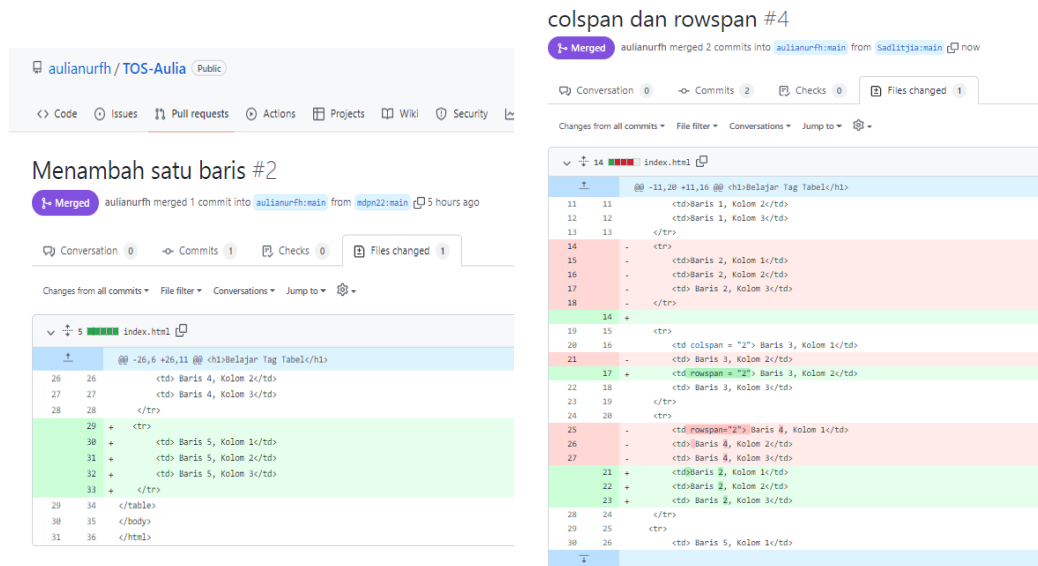 aulianurfh / TOS-Aulia Public
Code Issues Pull requests Actions Projects Wiki Security
Menambah satu baris #2
Merged aulianurfh merged 1 commit into aulianurfh:main from mdpn22:main 5 hours ago
Conversation 0 Commits 1 Checks 0 Files changed 1
Changes from all commits File filter Conversations Jump to
5 index.html
@@ -26,6 +26,11 @@ <h1>Belajar Tag Tabel</h1>
26 26 <td> Baris 4, Kolom 2</td>
27 27 <td> Baris 4, Kolom 3</td>
28 28 </tr>
29 + <tr>
30 + <td> Baris 5, Kolom 1</td>
31 + <td> Baris 5, Kolom 2</td>
32 + <td> Baris 5, Kolom 3</td>
33 + </tr>
29 34 </table>
30 35 </body>
31 36 </html>
colspan dan rowspan #4
Merged aulianurfh merged 2 commits into aulianurfh:main from Sadlitjia:main now
Conversation 0 Commits 2 Checks 0 Files changed 1
Changes from all commits File filter Conversations Jump to
14 index.html
@@ -11,20 +11,16 @@ <h1>Belajar Tag Tabel</h1>
11 11 <td>Baris 1, Kolom 2</td>
12 12 <td>Baris 1, Kolom 3</td>
13 13 </tr>
14 - <tr>
15 - <td>Baris 2, Kolom 1</td>
16 - <td>Baris 2, Kolom 2</td>
17 - <td> Baris 2, Kolom 3</td>
18 - </tr>
14 +
19 15 <tr>
20 16 <td colspan = "2"> Baris 3, Kolom 1</td>
21 - <td> Baris 3, Kolom 2</td>
17 + <td rowspan = "2"> Baris 3, Kolom 2</td>
22 18 <td> Baris 3, Kolom 3</td>
23 19 </tr>
24 20 <tr>
25 - <td rowspan="2"> Baris 4, Kolom 1</td>
26 - <td> Baris 4, Kolom 2</td>
27 - <td> Baris 4, Kolom 3</td>
21 + <td>Baris 2, Kolom 1</td>
22 + <td>Baris 2, Kolom 2</td>
23 + <td> Baris 2, Kolom 3</td>
28 24 </tr>
29 25 <tr>
30 26 <td> Baris 5, Kolom 1</td>